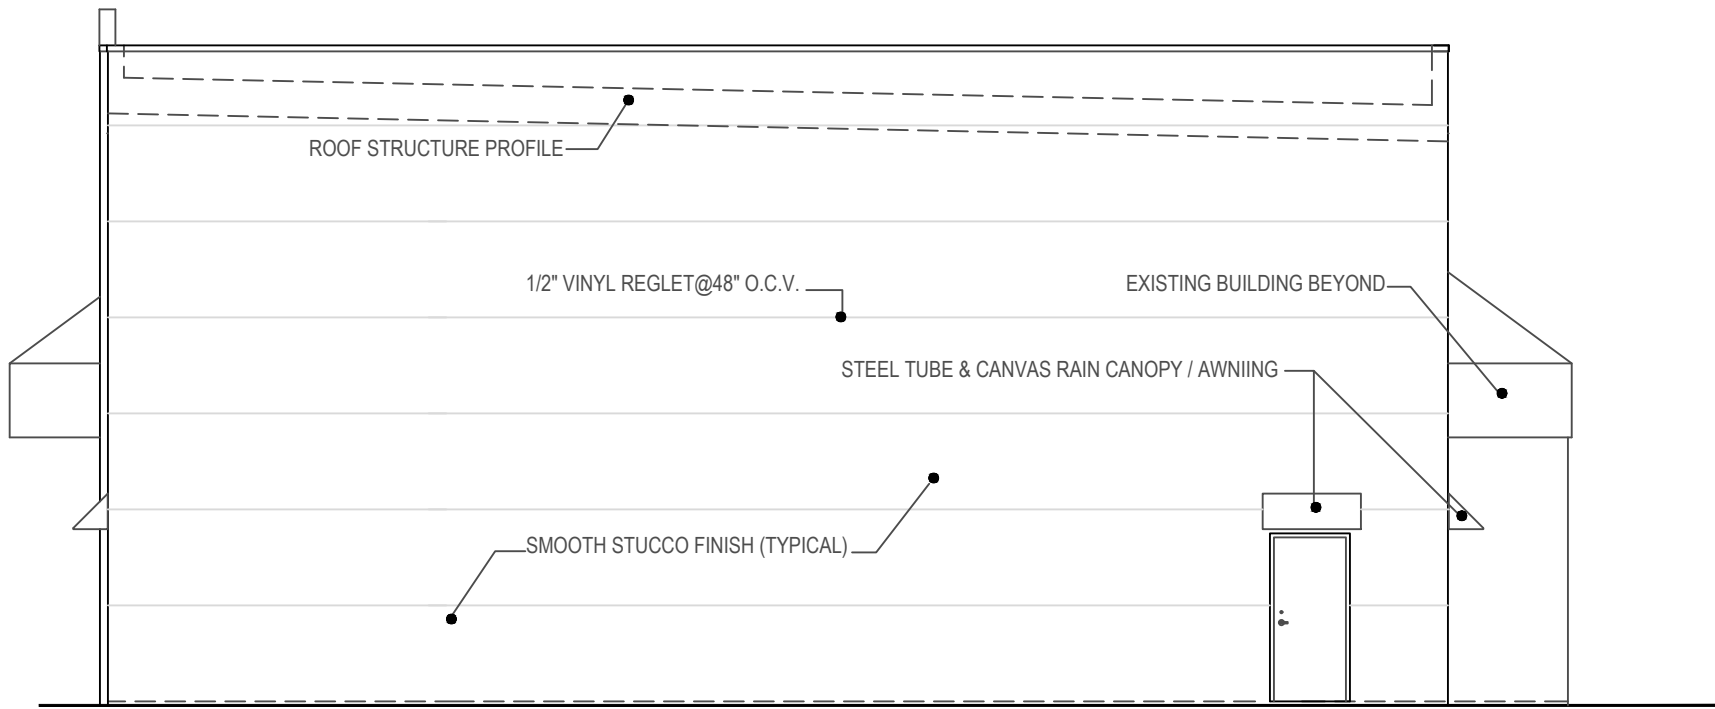 ROOF STRUCTURE PROFILE
1/2" VINYL REGLET@48" O.C.V.
EXISTING BUILDING BEYOND
STEEL TUBE & CANVAS RAIN CANOPY / AWNIING
SMOOTH STUCCO FINISH (TYPICAL)